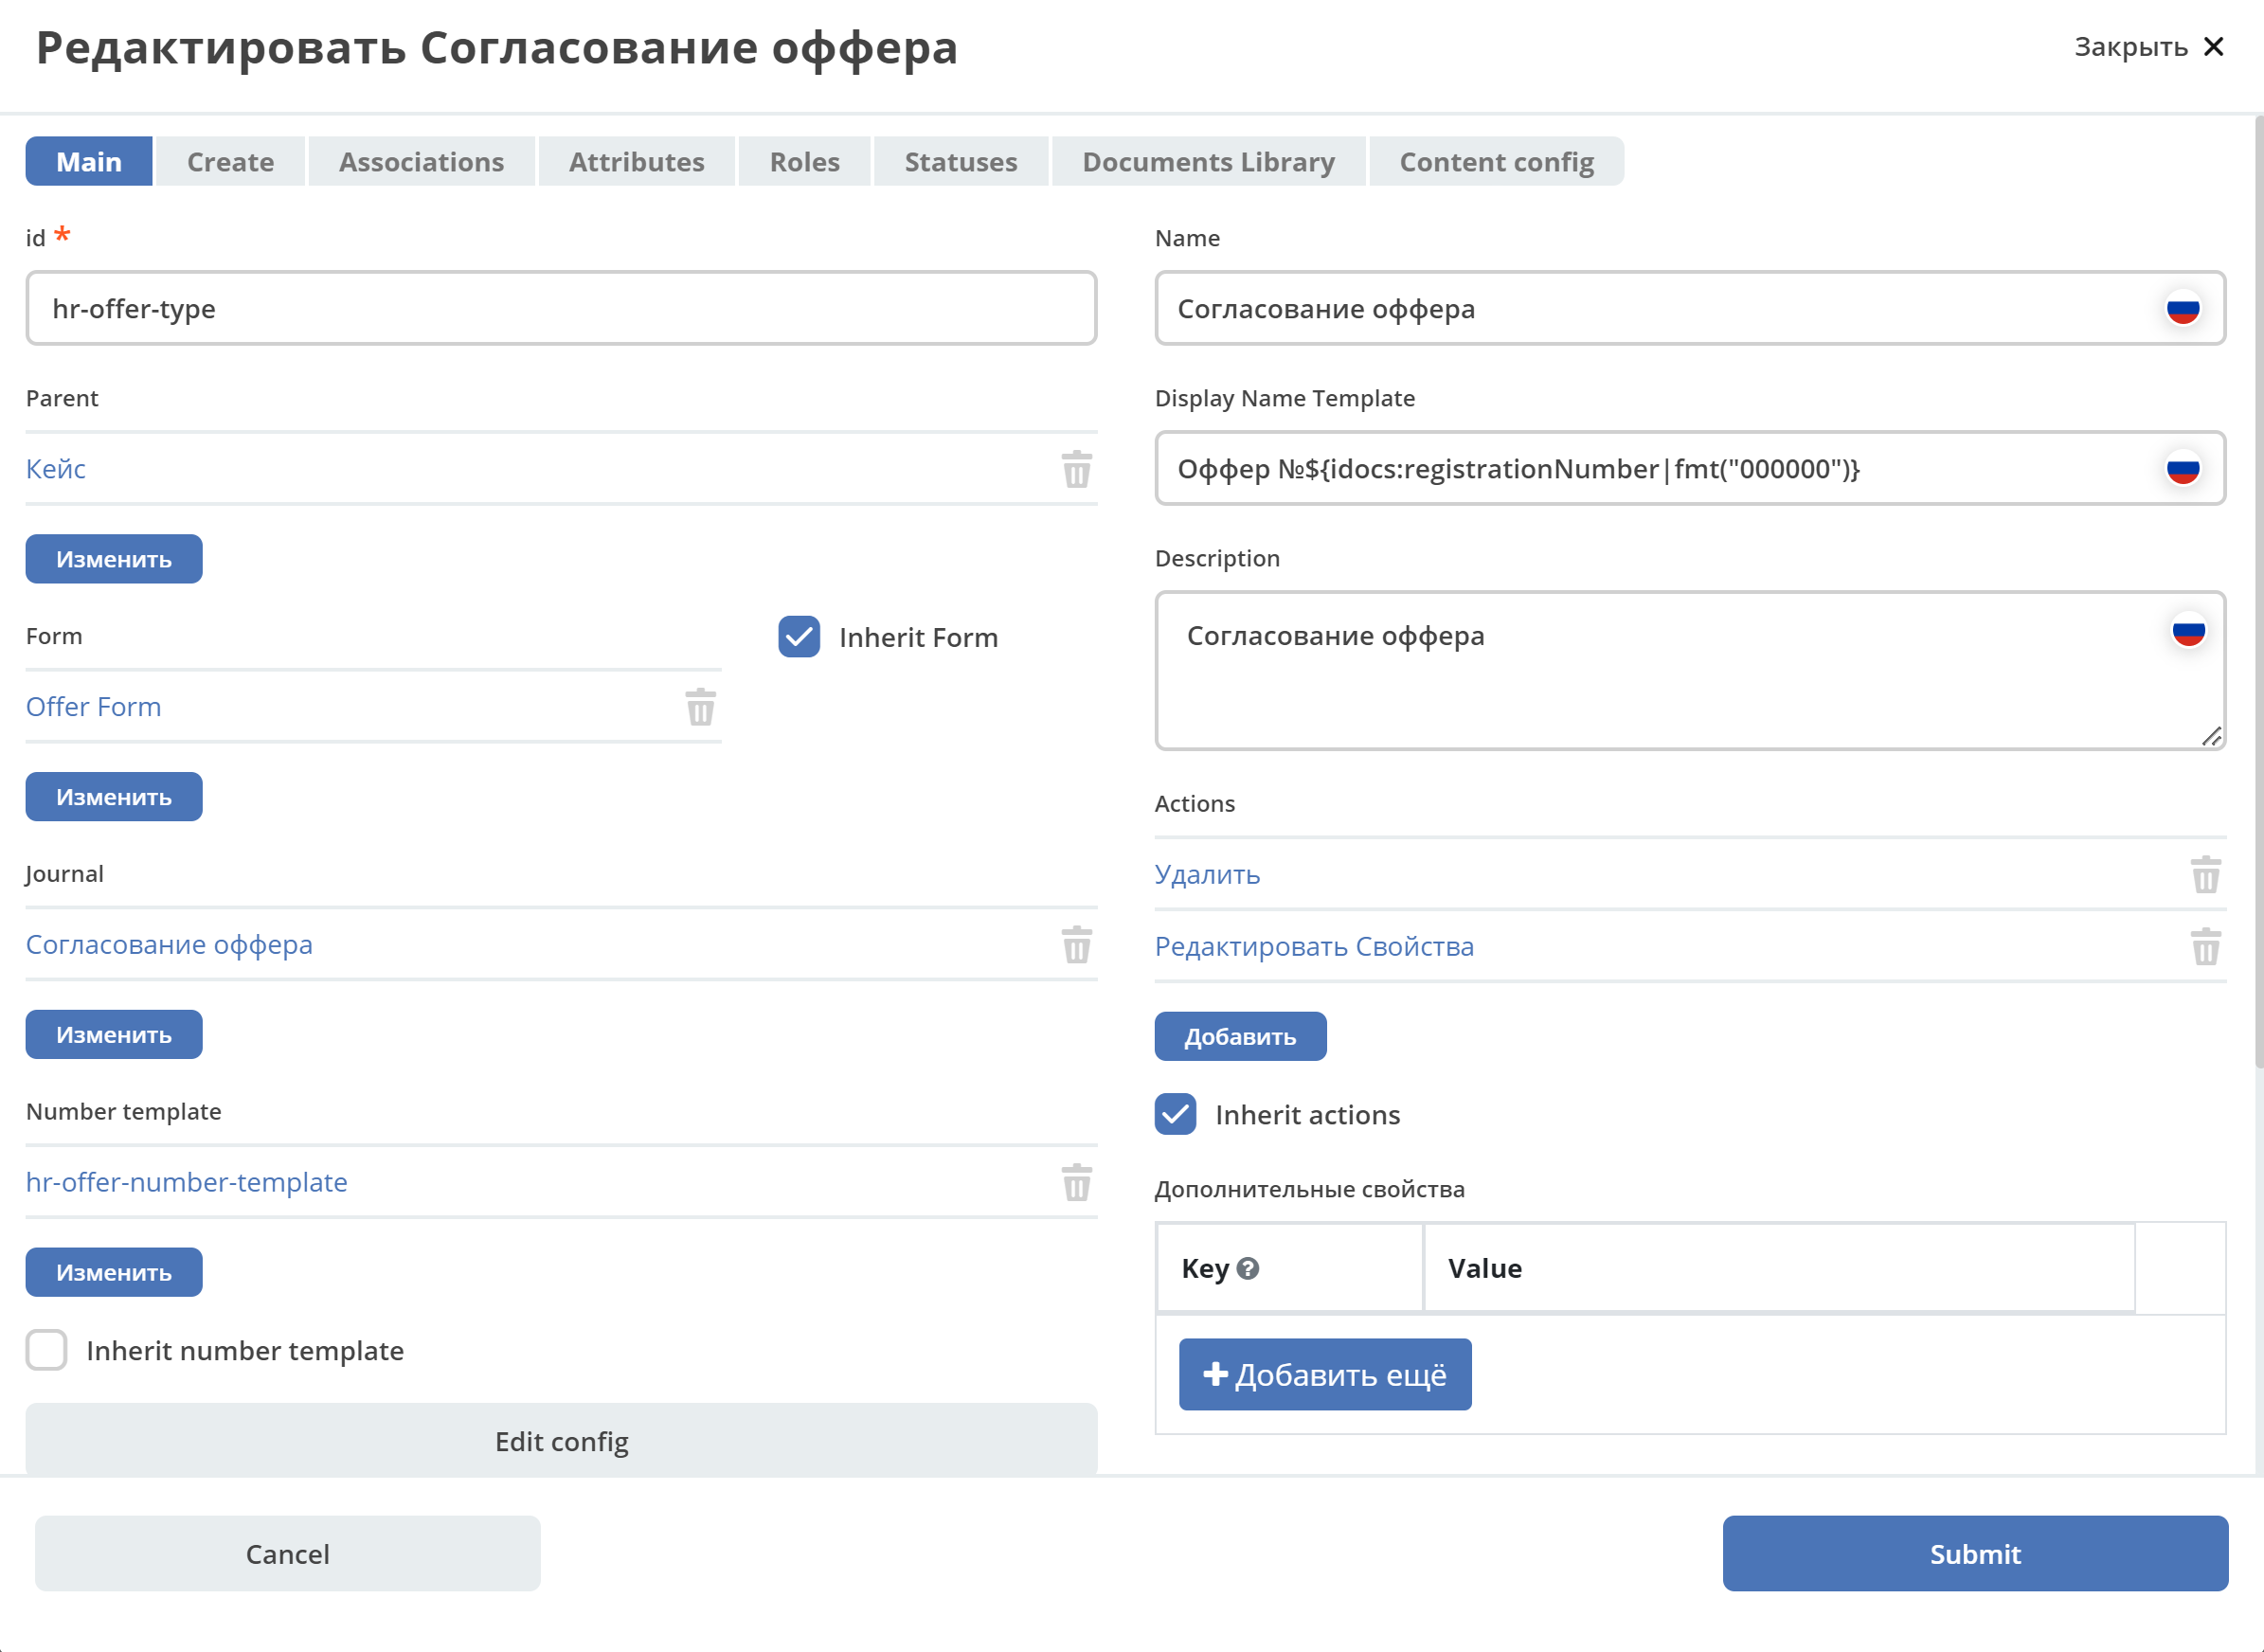 Редактировать Согласование оффера
Закрыть
Main Create Associations Attributes Roles Statuses Documents Library Content config
id *
hr-offer-type
Parent
Кейс
Изменить
Form
Inherit Form
Offer Form
Изменить
Journal
Согласование оффера
Изменить
Number template
hr-offer-number-template
Изменить
Inherit number template
Edit config
Name
Согласование оффера
Display Name Template
Оффер №${idocs:registrationNumber|fmt("000000")}
Description
Согласование оффера
Actions
Удалить
Редактировать Свойства
Добавить
Inherit actions
Дополнительные свойства
Key Value
Добавить ещё
Cancel
Submit